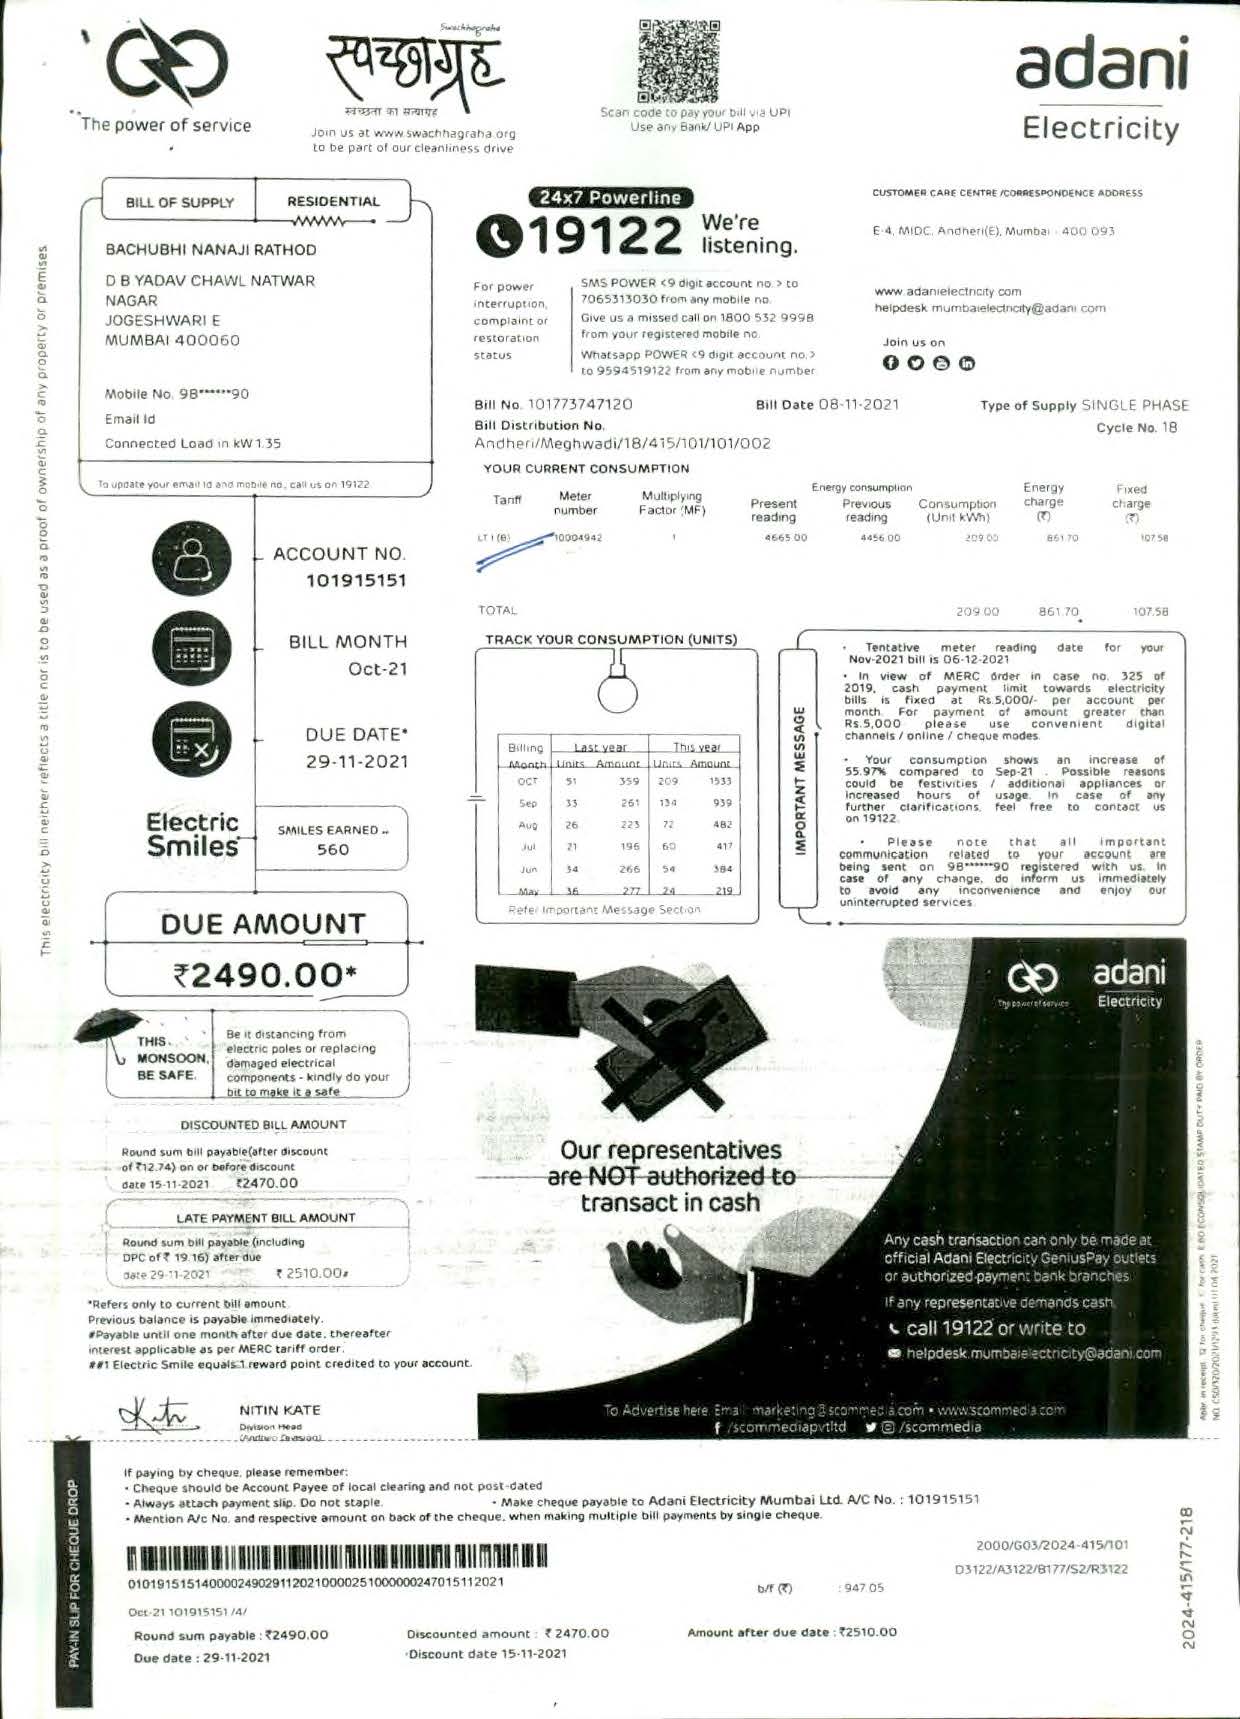 The power of service
Swachhagraha
स्वच्छाग्रह
स्वच्छता का सत्याग्रह
Join us at www.swachhagraha.org
to be part of our cleanliness drive
Scan code to pay your bill via UPI
Use any Bank/ UPI App
adani
Electricity
BILL OF SUPPLY
RESIDENTIAL
BACHUBHI NANAJI RATHOD
D B YADAV CHAWL NATWAR
NAGAR
JOGESHWARI E
MUMBAI 400060
Mobile No. 98******90
Email Id
Connected Load in kW 1.35
To update your email id and mobile no., call us on 19122
This electricity bill neither reflects a title nor is to be used as a proof of ownership of any property or premises
24x7 Powerline
19122 We're listening.
For power
interruption,
complaint or
restoration
status
SMS POWER <9 digit account no.> to
7065313030 from any mobile no.
Give us a missed call on 1800 532 9998
from your registered mobile no.
Whatsapp POWER <9 digit account no.>
to 9594519122 from any mobile number
CUSTOMER CARE CENTRE /CORRESPONDENCE ADDRESS
E-4, MIDC, Andheri(E), Mumbai - 400 093
www.adanielectricity.com
helpdesk mumbaielectricity@adani com
Join us on
Bill No. 101773747120
Bill Date 08-11-2021
Type of Supply SINGLE PHASE
Bill Distribution No.
Cycle No. 18
Andheri/Meghwadi/18/415/101/101/002
YOUR CURRENT CONSUMPTION
Tariff
Meter number
Multiplying Factor (MF)
Energy consumption
Present reading
Previous reading
Consumption (Unit kWh)
Energy charge (₹)
Fixed charge (₹)
LT I (B) 10004942 1 4665.00 4456.00 209.00 861.70 107.58
TOTAL 209.00 861.70 107.58
ACCOUNT NO.
101915151
BILL MONTH
Oct-21
DUE DATE*
29-11-2021
Electric
Smiles
SMILES EARNED
560
DUE AMOUNT
₹2490.00*
TRACK YOUR CONSUMPTION (UNITS)
Billing Last year This year
Month Units Amount Units Amount
OCT 51 359 209 1533
Sep 33 261 134 939
Aug 26 223 72 482
Jul 21 196 60 417
Jun 34 266 54 384
May 36 277 24 219
Refer Important Message Section
IMPORTANT MESSAGE
• Tentative meter reading date for your
Nov-2021 bill is 06-12-2021
• In view of MERC order in case no. 325 of
2019, cash payment limit towards electricity
bills is fixed at Rs.5,000/- per account per
month. For payment of amount greater than
Rs.5,000 please use convenient digital
channels / online / cheque modes.
• Your consumption shows an increase of
55.97% compared to Sep-21 . Possible reasons
could be festivities / additional appliances or
increased hours of usage. In case of any
further clarifications, feel free to contact us
on 19122.
• Please note that all important
communication related to your account are
being sent on 98******90 registered with us. In
case of any change, do inform us immediately
to avoid any inconvenience and enjoy our
uninterrupted services.
THIS
MONSOON,
BE SAFE.
Be it distancing from
electric poles or replacing
damaged electrical
components - kindly do your
bit to make it a safe
DISCOUNTED BILL AMOUNT
Round sum bill payable(after discount
of ₹12.74) on or before discount
date 15-11-2021 ₹2470.00
LATE PAYMENT BILL AMOUNT
Round sum bill payable (including
DPC of ₹ 19.16) after due
date 29-11-2021 ₹ 2510.00#
*Refers only to current bill amount.
Previous balance is payable immediately.
#Payable until one month after due date, thereafter
interest applicable as per MERC tariff order.
##1 Electric Smile equals 1 reward point credited to your account.
NITIN KATE
Division Head
(Andheri Division)
The power of service
adani
Electricity
Our representatives
are NOT authorized to
transact in cash
Any cash transaction can only be made at
official Adani Electricity GeniusPay outlets
or authorized payment bank branches
If any representative demands cash,
call 19122 or write to
helpdesk.mumbaielectricity@adani.com
To Advertise here. Email marketing@scommedia.com • www.scommedia.com
/scommediapvtltd /scommedia
PAY-IN SLIP FOR CHEQUE DROP
If paying by cheque, please remember:
• Cheque should be Account Payee of local clearing and not post-dated
• Always attach payment slip. Do not staple.
• Make cheque payable to Adani Electricity Mumbai Ltd. A/C No. : 101915151
• Mention A/c No. and respective amount on back of the cheque, when making multiple bill payments by single cheque.
2000/G03/2024-415/101
D3122/A3122/B177/S2/R3122
b/f (₹) : 947.05
Oct-21 101915151 /4/
Round sum payable : ₹2490.00
Discounted amount : ₹ 2470.00
Amount after due date : ₹2510.00
Due date : 29-11-2021
Discount date 15-11-2021
2024-415/177-218